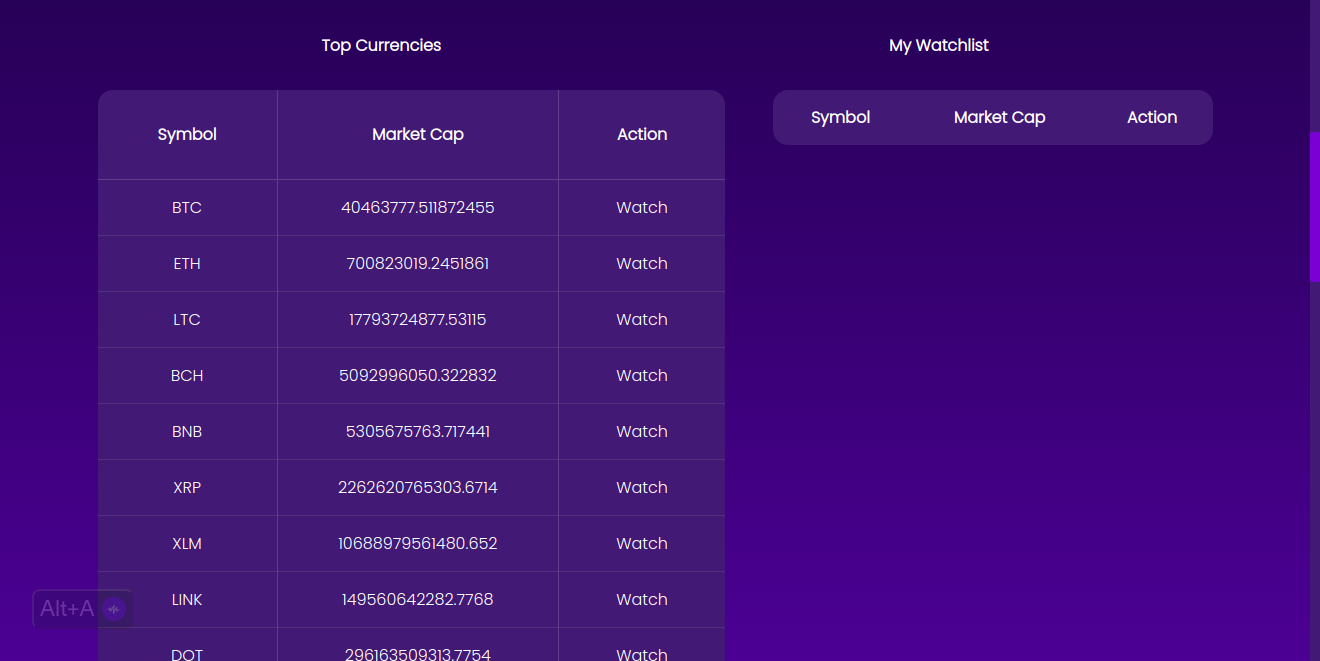 Top Currencies
My Watchlist
Symbol Market Cap Action
Symbol Market Cap Action
BTC 40463777.511872455 Watch
ETH 700823019.2451861 Watch
LTC 17793724877.53115 Watch
BCH 5092996050.322832 Watch
BNB 5305675763.717441 Watch
XRP 2262620765303.6714 Watch
XLM 10688979561480.652 Watch
LINK 149560642282.7768 Watch
Alt+A
DOT 296163509313.7754 Watch